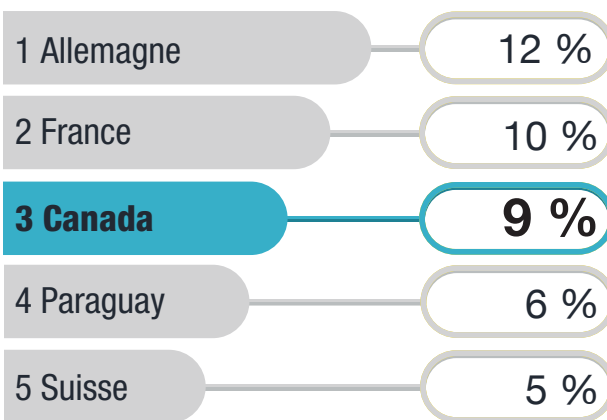 1 Allemagne 12 %
2 France 10 %
3 Canada 9 %
4 Paraguay 6 %
5 Suisse 5 %